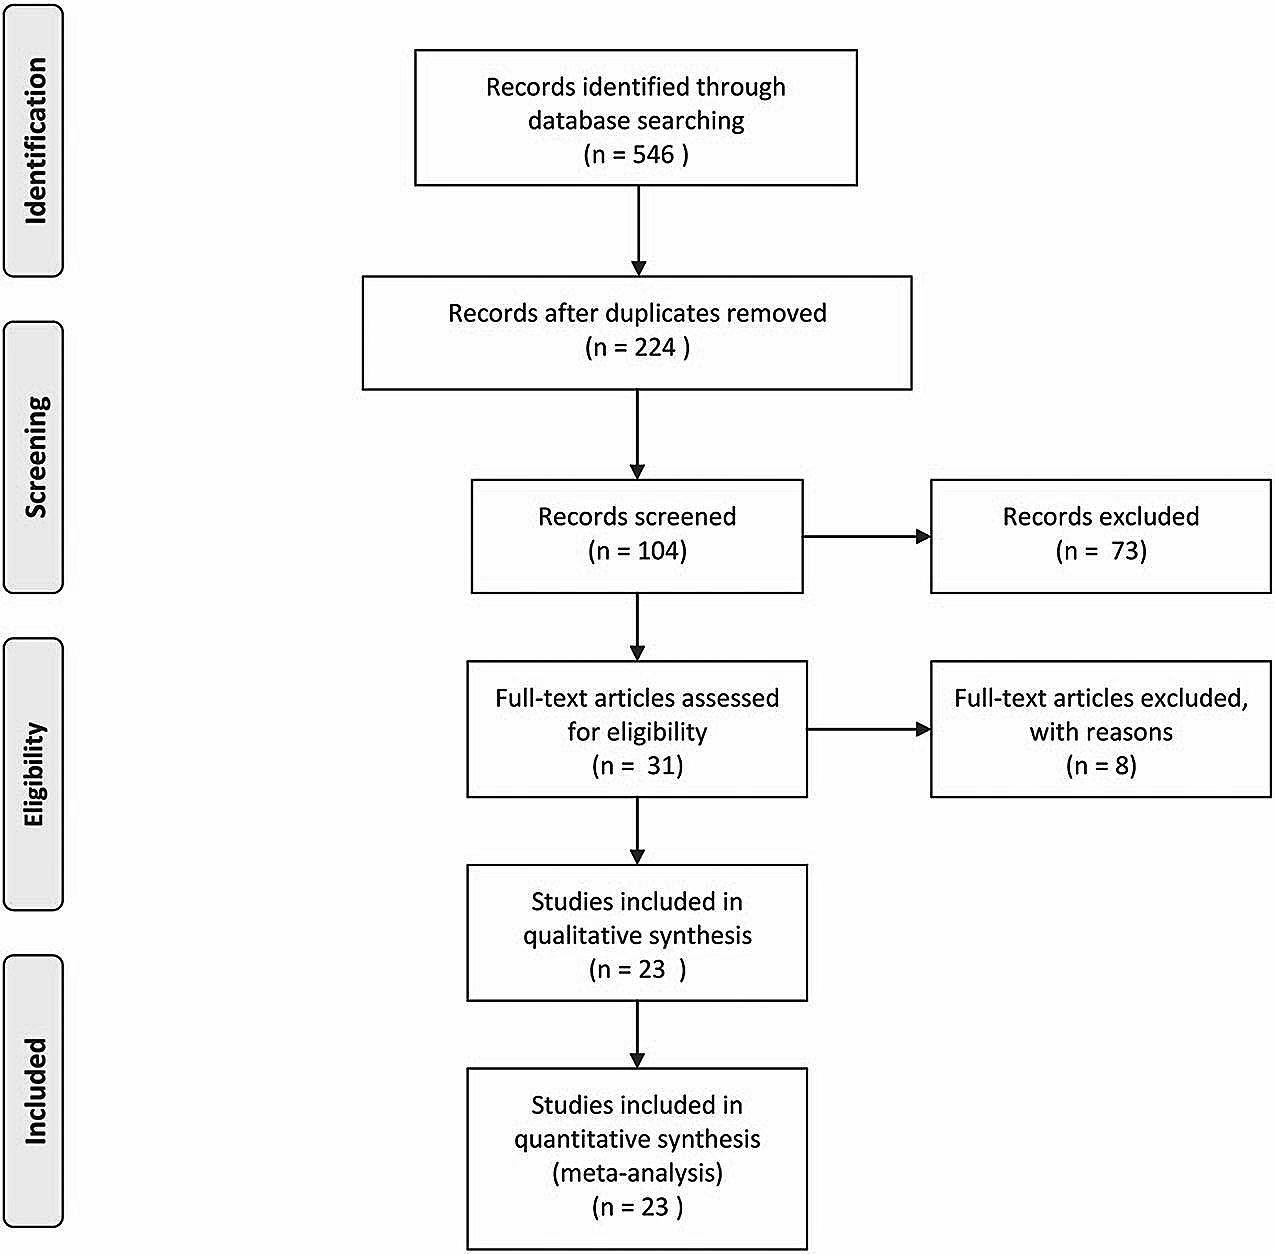 Identification
Records identified through
database searching
(n = 546 )
Records after duplicates removed
(n = 224 )
Screening
Records screened
(n = 104)
Records excluded
(n =  73)
Eligibility
Full-text articles assessed
for eligibility
(n =  31)
Full-text articles excluded,
with reasons
(n = 8)
Studies included in
qualitative synthesis
(n = 23  )
Included
Studies included in
quantitative synthesis
(meta-analysis)
(n = 23 )